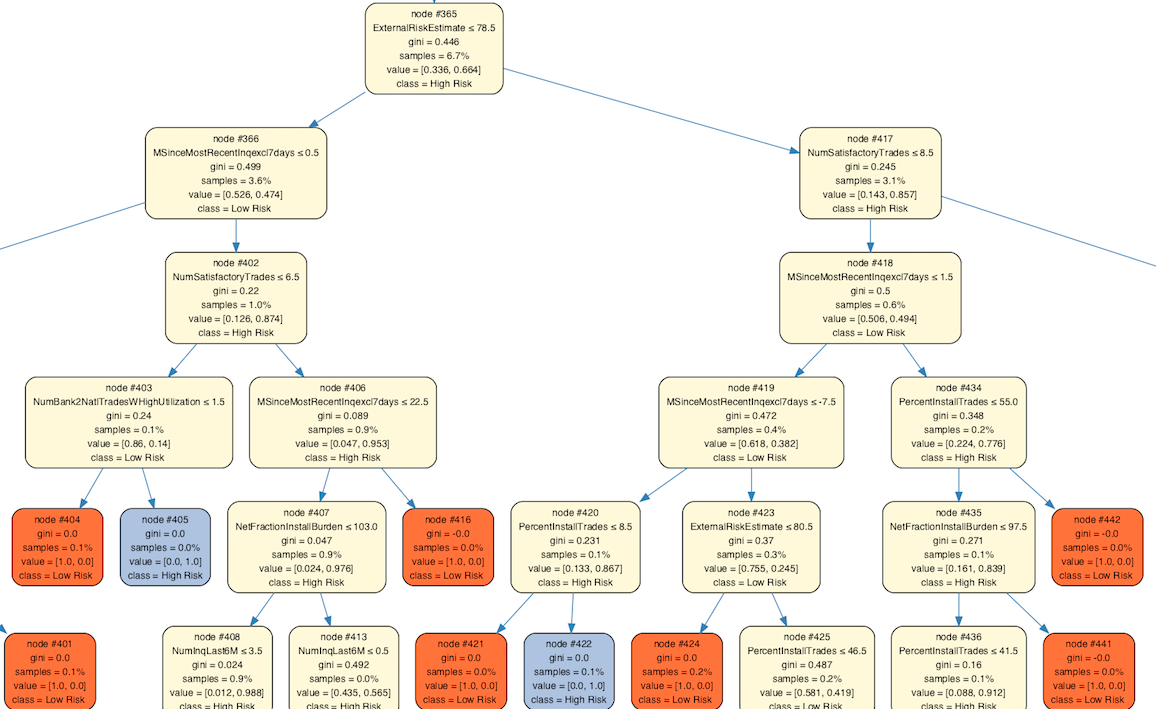 node #365
ExternalRiskEstimate ≤ 78.5
gini = 0.446
samples = 6.7%
value = [0.336, 0.664]
class = High Risk
node #366
MSinceMostRecentInqexcl7days ≤ 0.5
gini = 0.499
samples = 3.6%
value = [0.526, 0.474]
class = Low Risk
node #417
NumSatisfactoryTrades ≤ 8.5
gini = 0.245
samples = 3.1%
value = [0.143, 0.857]
class = High Risk
node #402
NumSatisfactoryTrades ≤ 6.5
gini = 0.22
samples = 1.0%
value = [0.126, 0.874]
class = High Risk
node #418
MSinceMostRecentInqexcl7days ≤ 1.5
gini = 0.5
samples = 0.6%
value = [0.506, 0.494]
class = Low Risk
node #403
NumBank2NatlTradesWHighUtilization ≤ 1.5
gini = 0.24
samples = 0.1%
value = [0.86, 0.14]
class = Low Risk
node #406
MSinceMostRecentInqexcl7days ≤ 22.5
gini = 0.089
samples = 0.9%
value = [0.047, 0.953]
class = High Risk
node #419
MSinceMostRecentInqexcl7days ≤ -7.5
gini = 0.472
samples = 0.4%
value = [0.618, 0.382]
class = Low Risk
node #434
PercentInstallTrades ≤ 55.0
gini = 0.348
samples = 0.2%
value = [0.224, 0.776]
class = High Risk
node #404
gini = 0.0
samples = 0.1%
value = [1.0, 0.0]
class = Low Risk
node #405
gini = 0.0
samples = 0.0%
value = [0.0, 1.0]
class = High Risk
node #407
NetFractionInstallBurden ≤ 103.0
gini = 0.047
samples = 0.9%
value = [0.024, 0.976]
class = High Risk
node #416
gini = -0.0
samples = 0.0%
value = [1.0, 0.0]
class = Low Risk
node #420
PercentInstallTrades ≤ 8.5
gini = 0.231
samples = 0.1%
value = [0.133, 0.867]
class = High Risk
node #423
ExternalRiskEstimate ≤ 80.5
gini = 0.37
samples = 0.3%
value = [0.755, 0.245]
class = Low Risk
node #435
NetFractionInstallBurden ≤ 97.5
gini = 0.271
samples = 0.1%
value = [0.161, 0.839]
class = High Risk
node #442
gini = -0.0
samples = 0.0%
value = [1.0, 0.0]
class = Low Risk
node #401
gini = 0.0
samples = 0.1%
value = [1.0, 0.0]
class = Low Risk
node #408
NumInqLast6M ≤ 3.5
gini = 0.024
samples = 0.9%
value = [0.012, 0.988]
class = High Risk
node #413
NumInqLast6M ≤ 0.5
gini = 0.492
samples = 0.0%
value = [0.435, 0.565]
class = High Risk
node #421
gini = 0.0
samples = 0.0%
value = [1.0, 0.0]
class = Low Risk
node #422
gini = 0.0
samples = 0.1%
value = [0.0, 1.0]
class = High Risk
node #424
gini = 0.0
samples = 0.2%
value = [1.0, 0.0]
class = Low Risk
node #425
PercentInstallTrades ≤ 46.5
gini = 0.487
samples = 0.2%
value = [0.581, 0.419]
class = Low Risk
node #436
PercentInstallTrades ≤ 41.5
gini = 0.16
samples = 0.1%
value = [0.088, 0.912]
class = High Risk
node #441
gini = -0.0
samples = 0.0%
value = [1.0, 0.0]
class = Low Risk